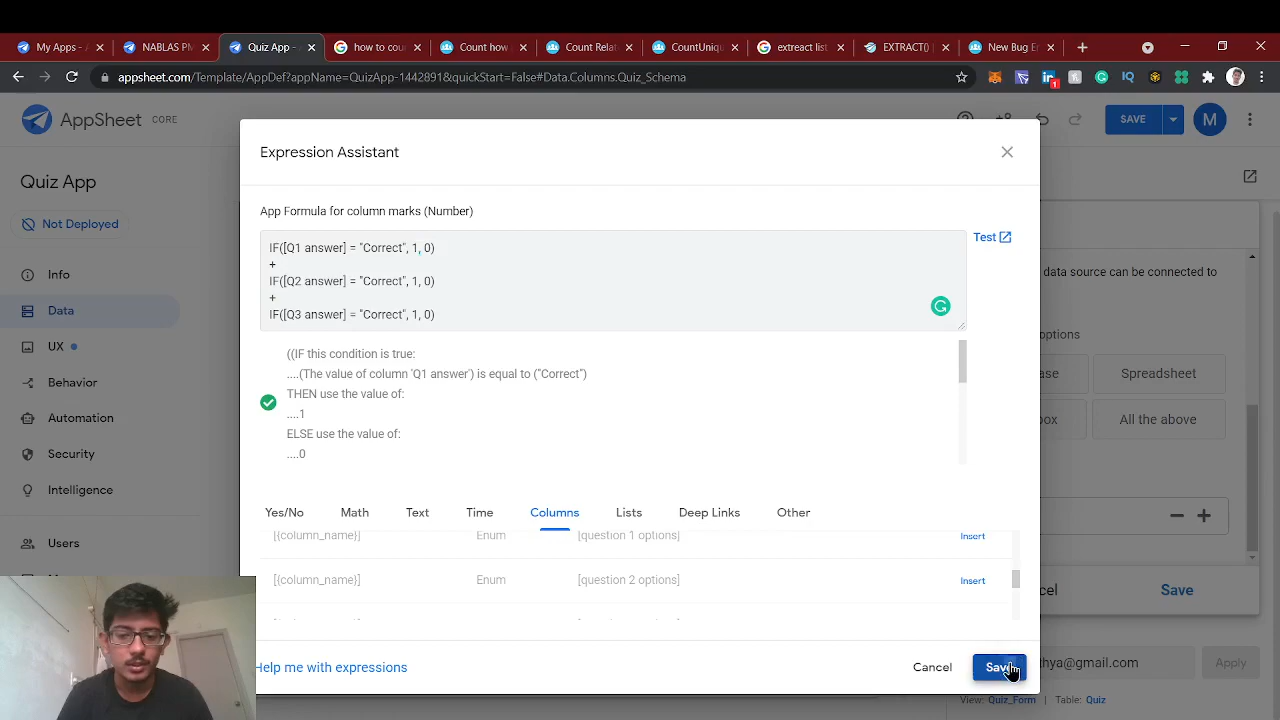 My Apps - A
NABLAS PM
Quiz App -
how to cou
Count how
Count Relat
CountUniqu
extreact list
EXTRACT() |
New Bug Er
appsheet.com/Template/AppDef?appName=QuizApp-1442891&quickStart=False#Data.Columns.Quiz_Schema
1
AppSheet CORE
SAVE
M
Quiz App
Not Deployed
Info
Data
UX
Behavior
Automation
Security
Intelligence
Users
Expression Assistant
App Formula for column marks (Number)
IF([Q1 answer] = "Correct", 1, 0)
+
IF([Q2 answer] = "Correct", 1, 0)
+
IF([Q3 answer] = "Correct", 1, 0)
Test
((IF this condition is true:
....(The value of column 'Q1 answer') is equal to ("Correct")
THEN use the value of:
....1
ELSE use the value of:
....0
Yes/No Math Text Time Columns Lists Deep Links Other
[{column_name}] Enum [question 1 options] Insert
[{column_name}] Enum [question 2 options] Insert
Help me with expressions
Cancel
Save
data source can be connected to
ptions
ase
Spreadsheet
box
All the above
cel
Save
thya@gmail.com
Apply
View: Quiz_Form | Table: Quiz